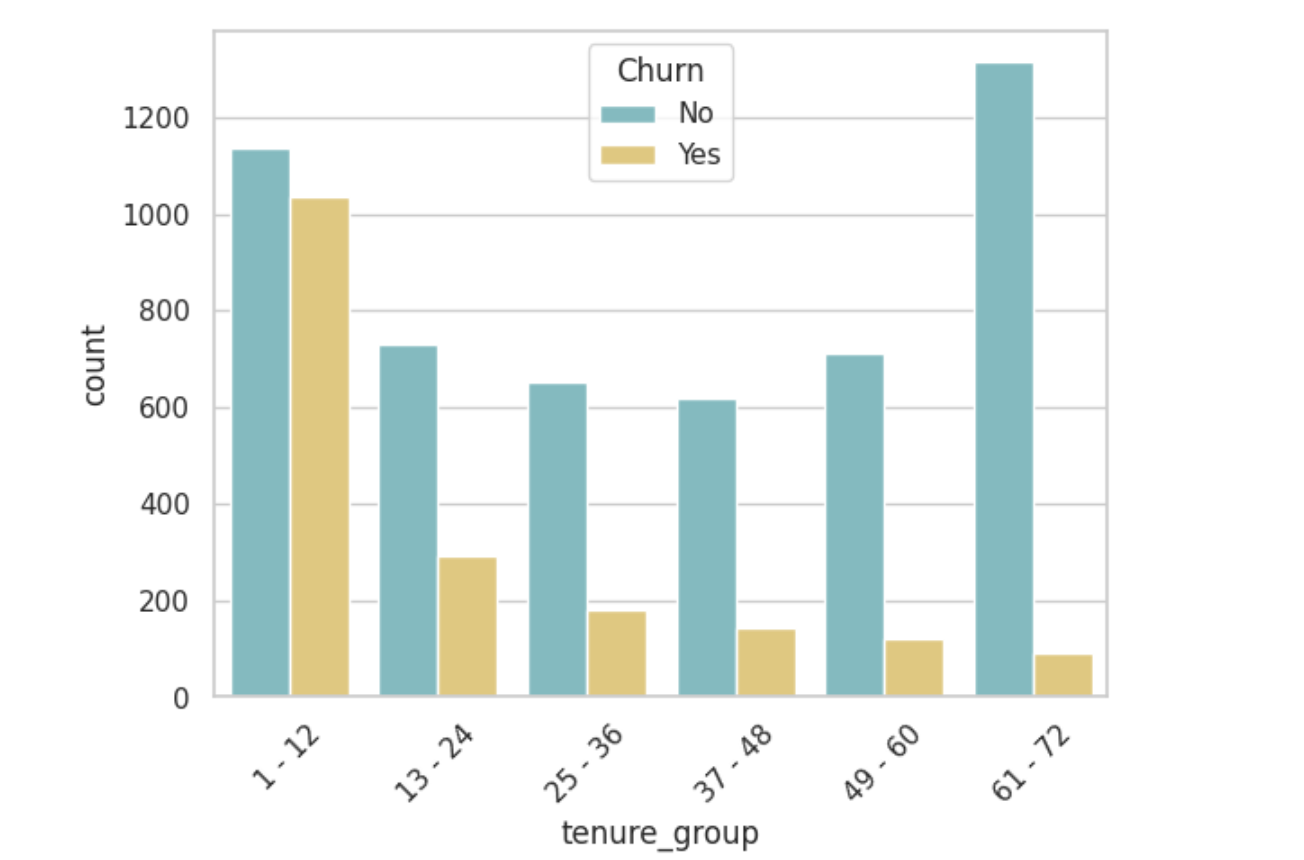 Churn
No
Yes
1200
1000
800
600
400
200
0
count
1 - 12
13 - 24
25 - 36
37 - 48
49 - 60
61 - 72
tenure_group